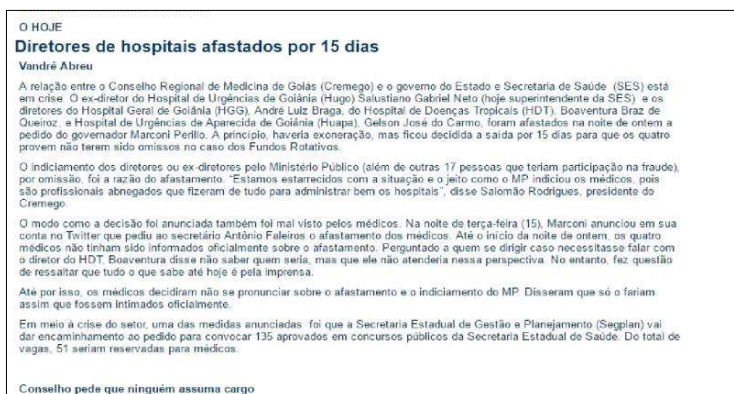 O HOJE
Diretores de hospitais afastados por 15 dias
Vandré Abreu
A relação entre o Conselho Regional de Medicina de Goiás (Cremego) e o governo do Estado e Secretaria de Saúde (SES) está
em crise. O ex-diretor do Hospital de Urgências de Goiânia (Hugo) Salustiano Gabriel Neto (hoje superintendente da SES) e os
diretores do Hospital Geral de Goiânia (HGG), André Luiz Braga, do Hospital de Doenças Tropicais (HDT), Boaventura Braz de
Queiroz, e Hospital de Urgências de Aparecida de Goiânia (Huapa), Gelson José do Carmo, foram afastados na noite de ontem a
pedido do governador Marconi Perillo. A princípio, haveria exoneração, mas ficou decidida a saída por 15 dias para que os quatro
provem não terem sido omissos no caso dos Fundos Rotativos.
O indiciamento dos diretores ou ex-diretores pelo Ministério Público (além de outras 17 pessoas que teriam participação na fraude),
por omissão, foi a razão do afastamento. "Estamos estarrecidos com a situação e o jeito como o MP indiciou os médicos, pois
são profissionais abnegados que fizeram de tudo para administrar bem os hospitais", disse Salomão Rodrigues, presidente do
Cremego.
O modo como a decisão foi anunciada também foi mal visto pelos médicos. Na noite de terça-feira (15), Marconi anunciou em sua
conta no Twitter que pediu ao secretário Antônio Faleiros o afastamento dos médicos. Até o início da noite de ontem, os quatro
médicos não tinham sido informados oficialmente sobre o afastamento. Perguntado a quem se dirigir caso necessitasse falar com
o diretor do HDT, Boaventura disse não saber quem seria, mas que ele não atenderia nessa perspectiva. No entanto, fez questão
de ressaltar que tudo o que sabe até hoje é pela imprensa.
Até por isso, os médicos decidiram não se pronunciar sobre o afastamento e o indiciamento do MP. Disseram que só o fariam
assim que fossem intimados oficialmente.
Em meio à crise do setor, uma das medidas anunciadas foi que a Secretaria Estadual de Gestão e Planejamento (Segplan) vai
dar encaminhamento ao pedido para convocar 135 aprovados em concursos públicos da Secretaria Estadual de Saúde. Do total de
vagas, 51 seriam reservadas para médicos.
Conselho pede que ninguém assuma cargo